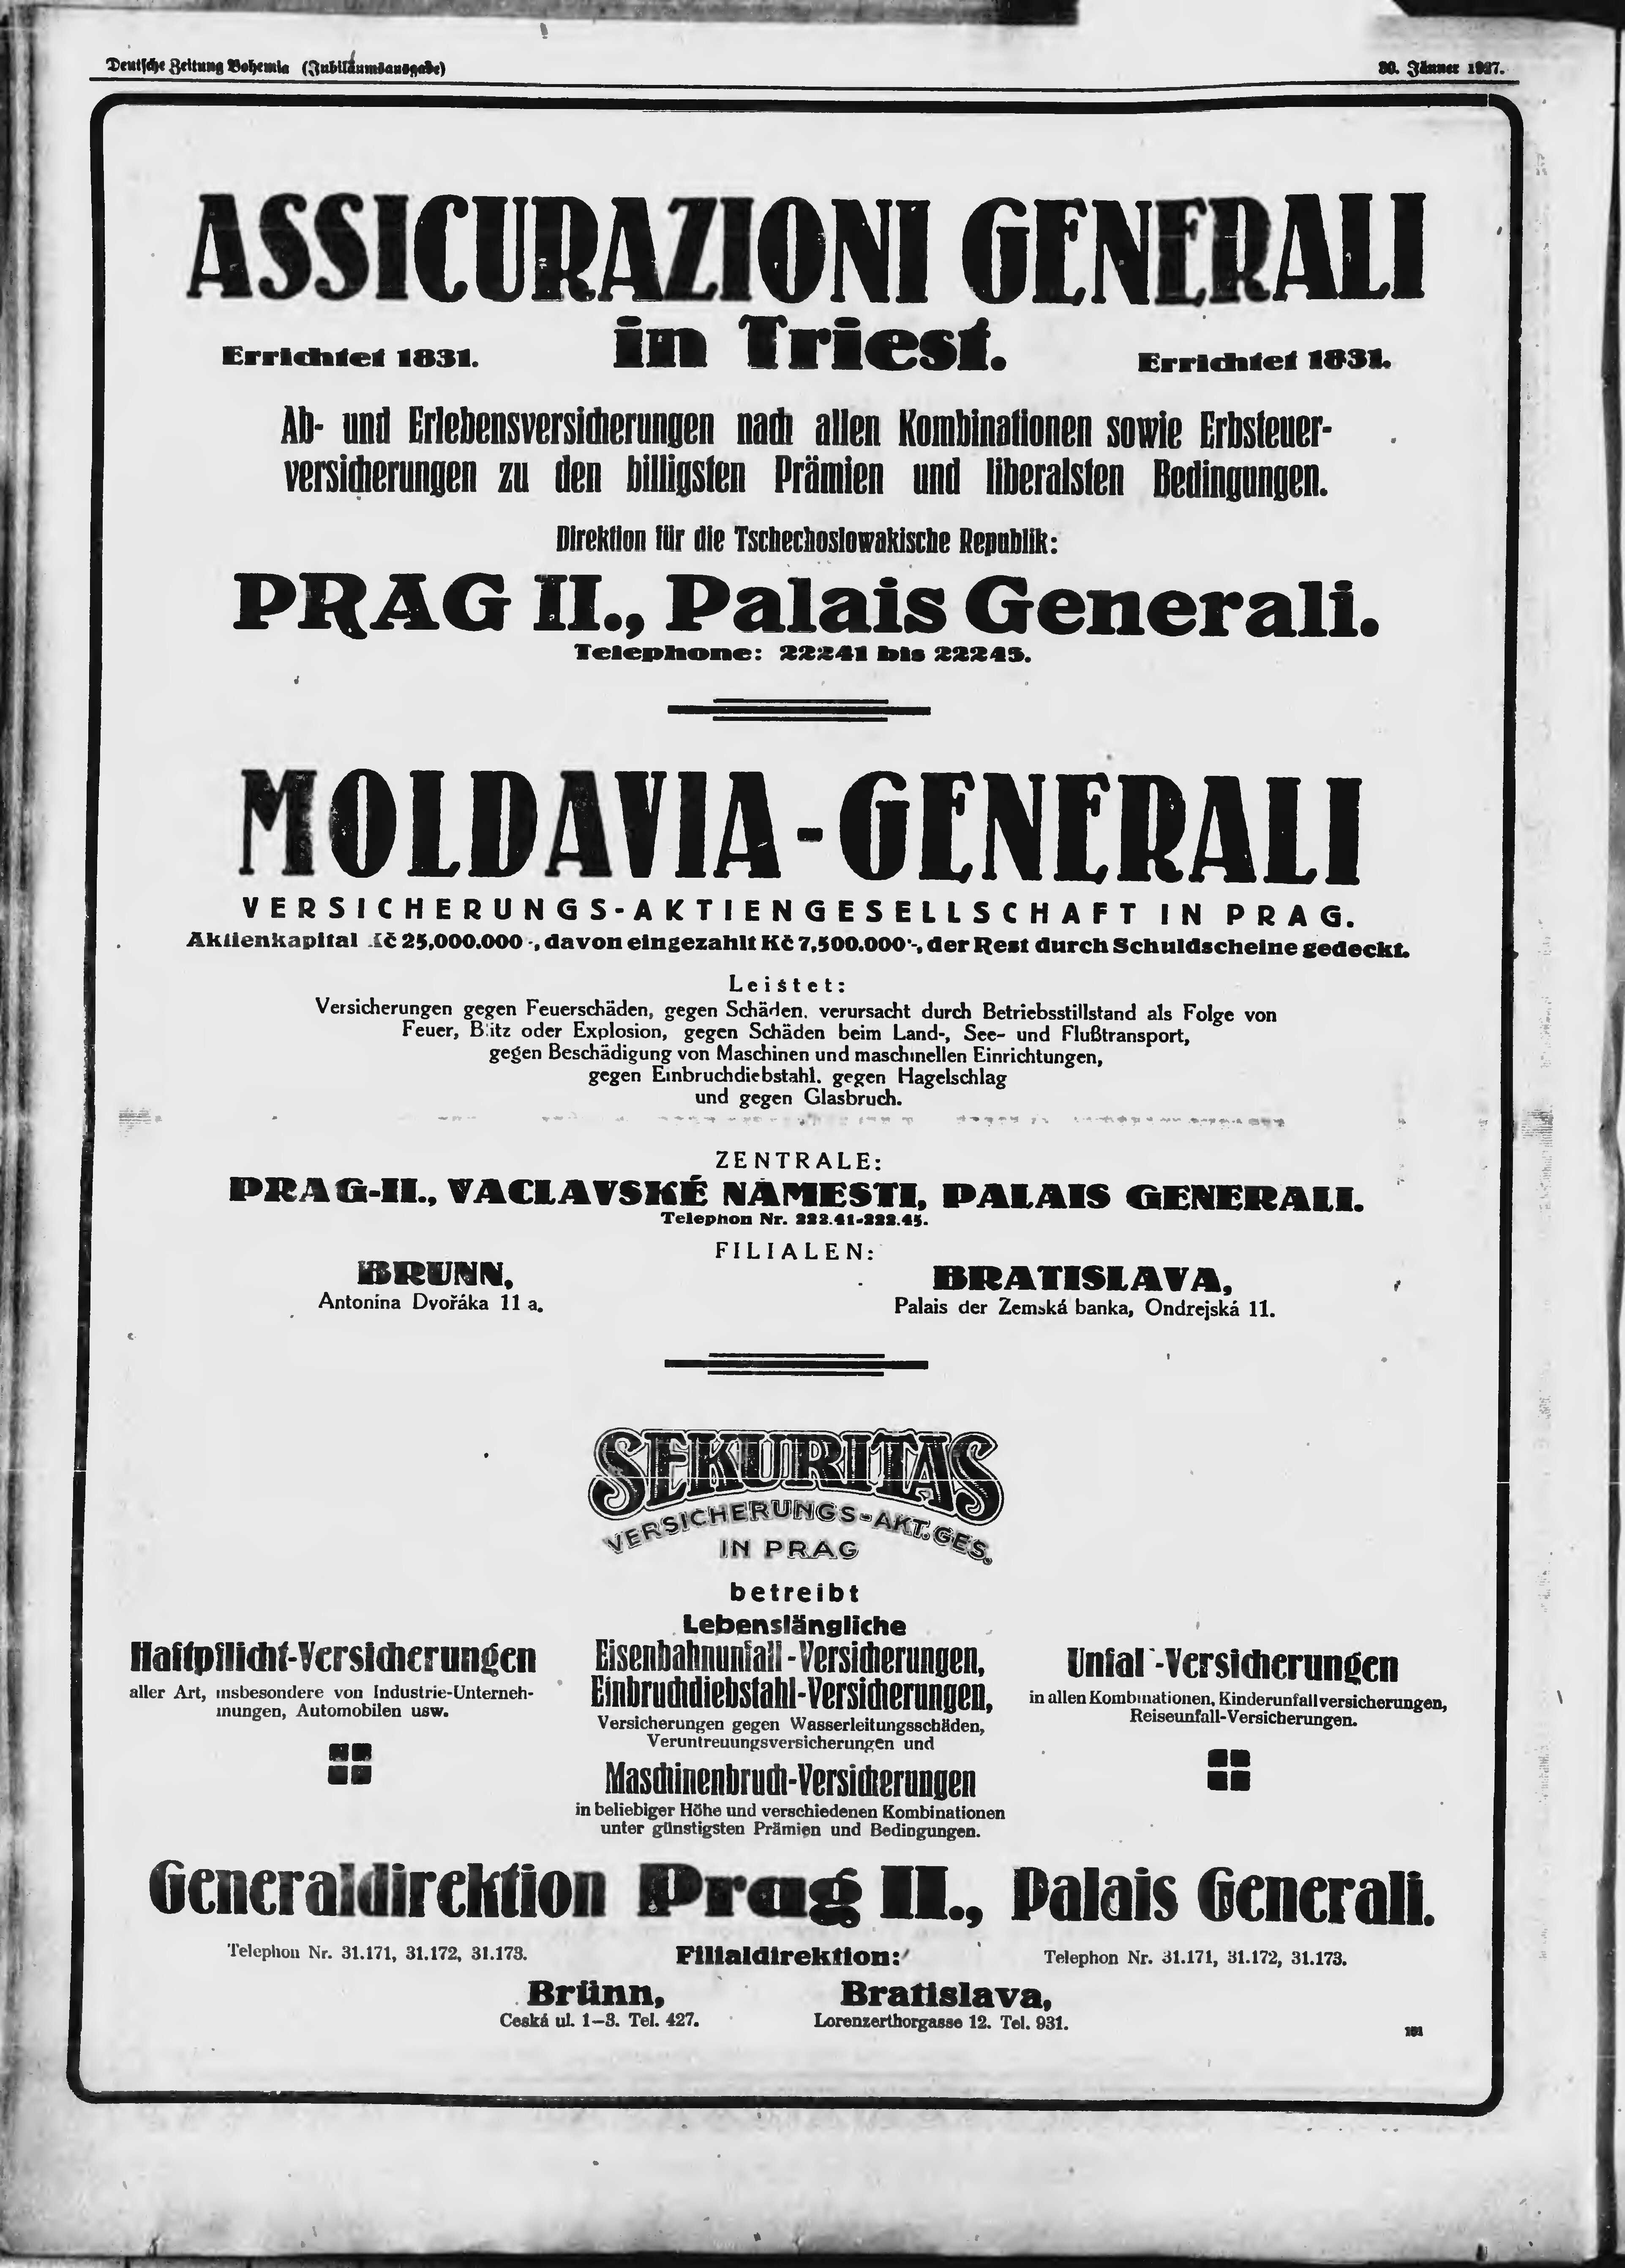 Deutsche Zeitung Bohemia (Jubiläumsausgabe)
30. Jänner 1927.
ASSICURAZIONI GENERALI
in Triest.
Errichtet 1831.
Errichtet 1831.
Ab- und Erlebensversicherungen nach allen Kombinationen sowie Erbsteuer-
versicherungen zu den billigsten Prämien und liberalsten Bedingungen.
Direktion für die Tschechoslowakische Republik:
PRAG II., Palais Generali.
Telephone: 22241 bis 22245.
MOLDAVIA-GENERALI
VERSICHERUNGS-AKTIENGESELLSCHAFT IN PRAG.
Aktienkapital Kč 25,000.000·-, davon eingezahlt Kč 7,500.000·-, der Rest durch Schuldscheine gedeckt.
Leistet:
Versicherungen gegen Feuerschäden, gegen Schäden, verursacht durch Betriebsstillstand als Folge von
Feuer, Blitz oder Explosion, gegen Schäden beim Land-, See- und Flußtransport,
gegen Beschädigung von Maschinen und maschinellen Einrichtungen,
gegen Einbruchdiebstahl, gegen Hagelschlag
und gegen Glasbruch.
ZENTRALE:
PRAG-II., VACLAVSKÉ NÁMESTI, PALAIS GENERALI.
Telephon Nr. 222.41-222.45.
FILIALEN:
BRUNN,
Antonína Dvořáka 11 a.
BRATISLAVA,
Palais der Zemská banka, Ondrejská 11.
SEKURITAS
VERSICHERUNGS-AKT.GES.
IN PRAG
betreibt
Haftpflicht-Versicherungen
aller Art, insbesondere von Industrie-Unterneh-
mungen, Automobilen usw.
Lebenslängliche
Eisenbahnunfall-Versicherungen,
Einbruchdiebstahl-Versicherungen,
Versicherungen gegen Wasserleitungsschäden,
Veruntreuungsversicherungen und
Maschinenbruch-Versicherungen
in beliebiger Höhe und verschiedenen Kombinationen
unter günstigsten Prämien und Bedingungen.
Unfall-Versicherungen
in allen Kombinationen, Kinderunfallversicherungen,
Reiseunfall-Versicherungen.
Generaldirektion Prag II., Palais Generali.
Telephon Nr. 31.171, 31.172, 31.173.
Filialdirektion:
Telephon Nr. 31.171, 31.172, 31.173.
Brünn,
Ceská ul. 1-3. Tel. 427.
Bratislava,
Lorenzerthorgasse 12. Tel. 931.
191